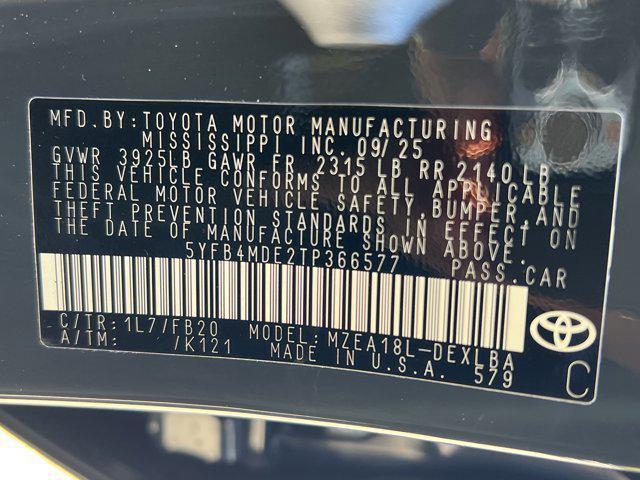 MFD. BY: TOYOTA MOTOR MANUFACTURING
MISSISSIPPI INC. 09/25
GVWR 3925LB GAWR FR 2315 LB RR 2140 LB
THIS VEHICLE CONFORMS TO ALL APPLICABLE
FEDERAL MOTOR VEHICLE SAFETY, BUMPER, AND
THEFT PREVENTION STANDARDS IN EFFECT ON
THE DATE OF MANUFACTURE SHOWN ABOVE.
5YFB4MDE2TP366577 PASS. CAR
C/TR: 1L7/FB20 MODEL: MZEA18L-DEXLBA
A/TM: /K121 MADE IN U.S.A. 579
C